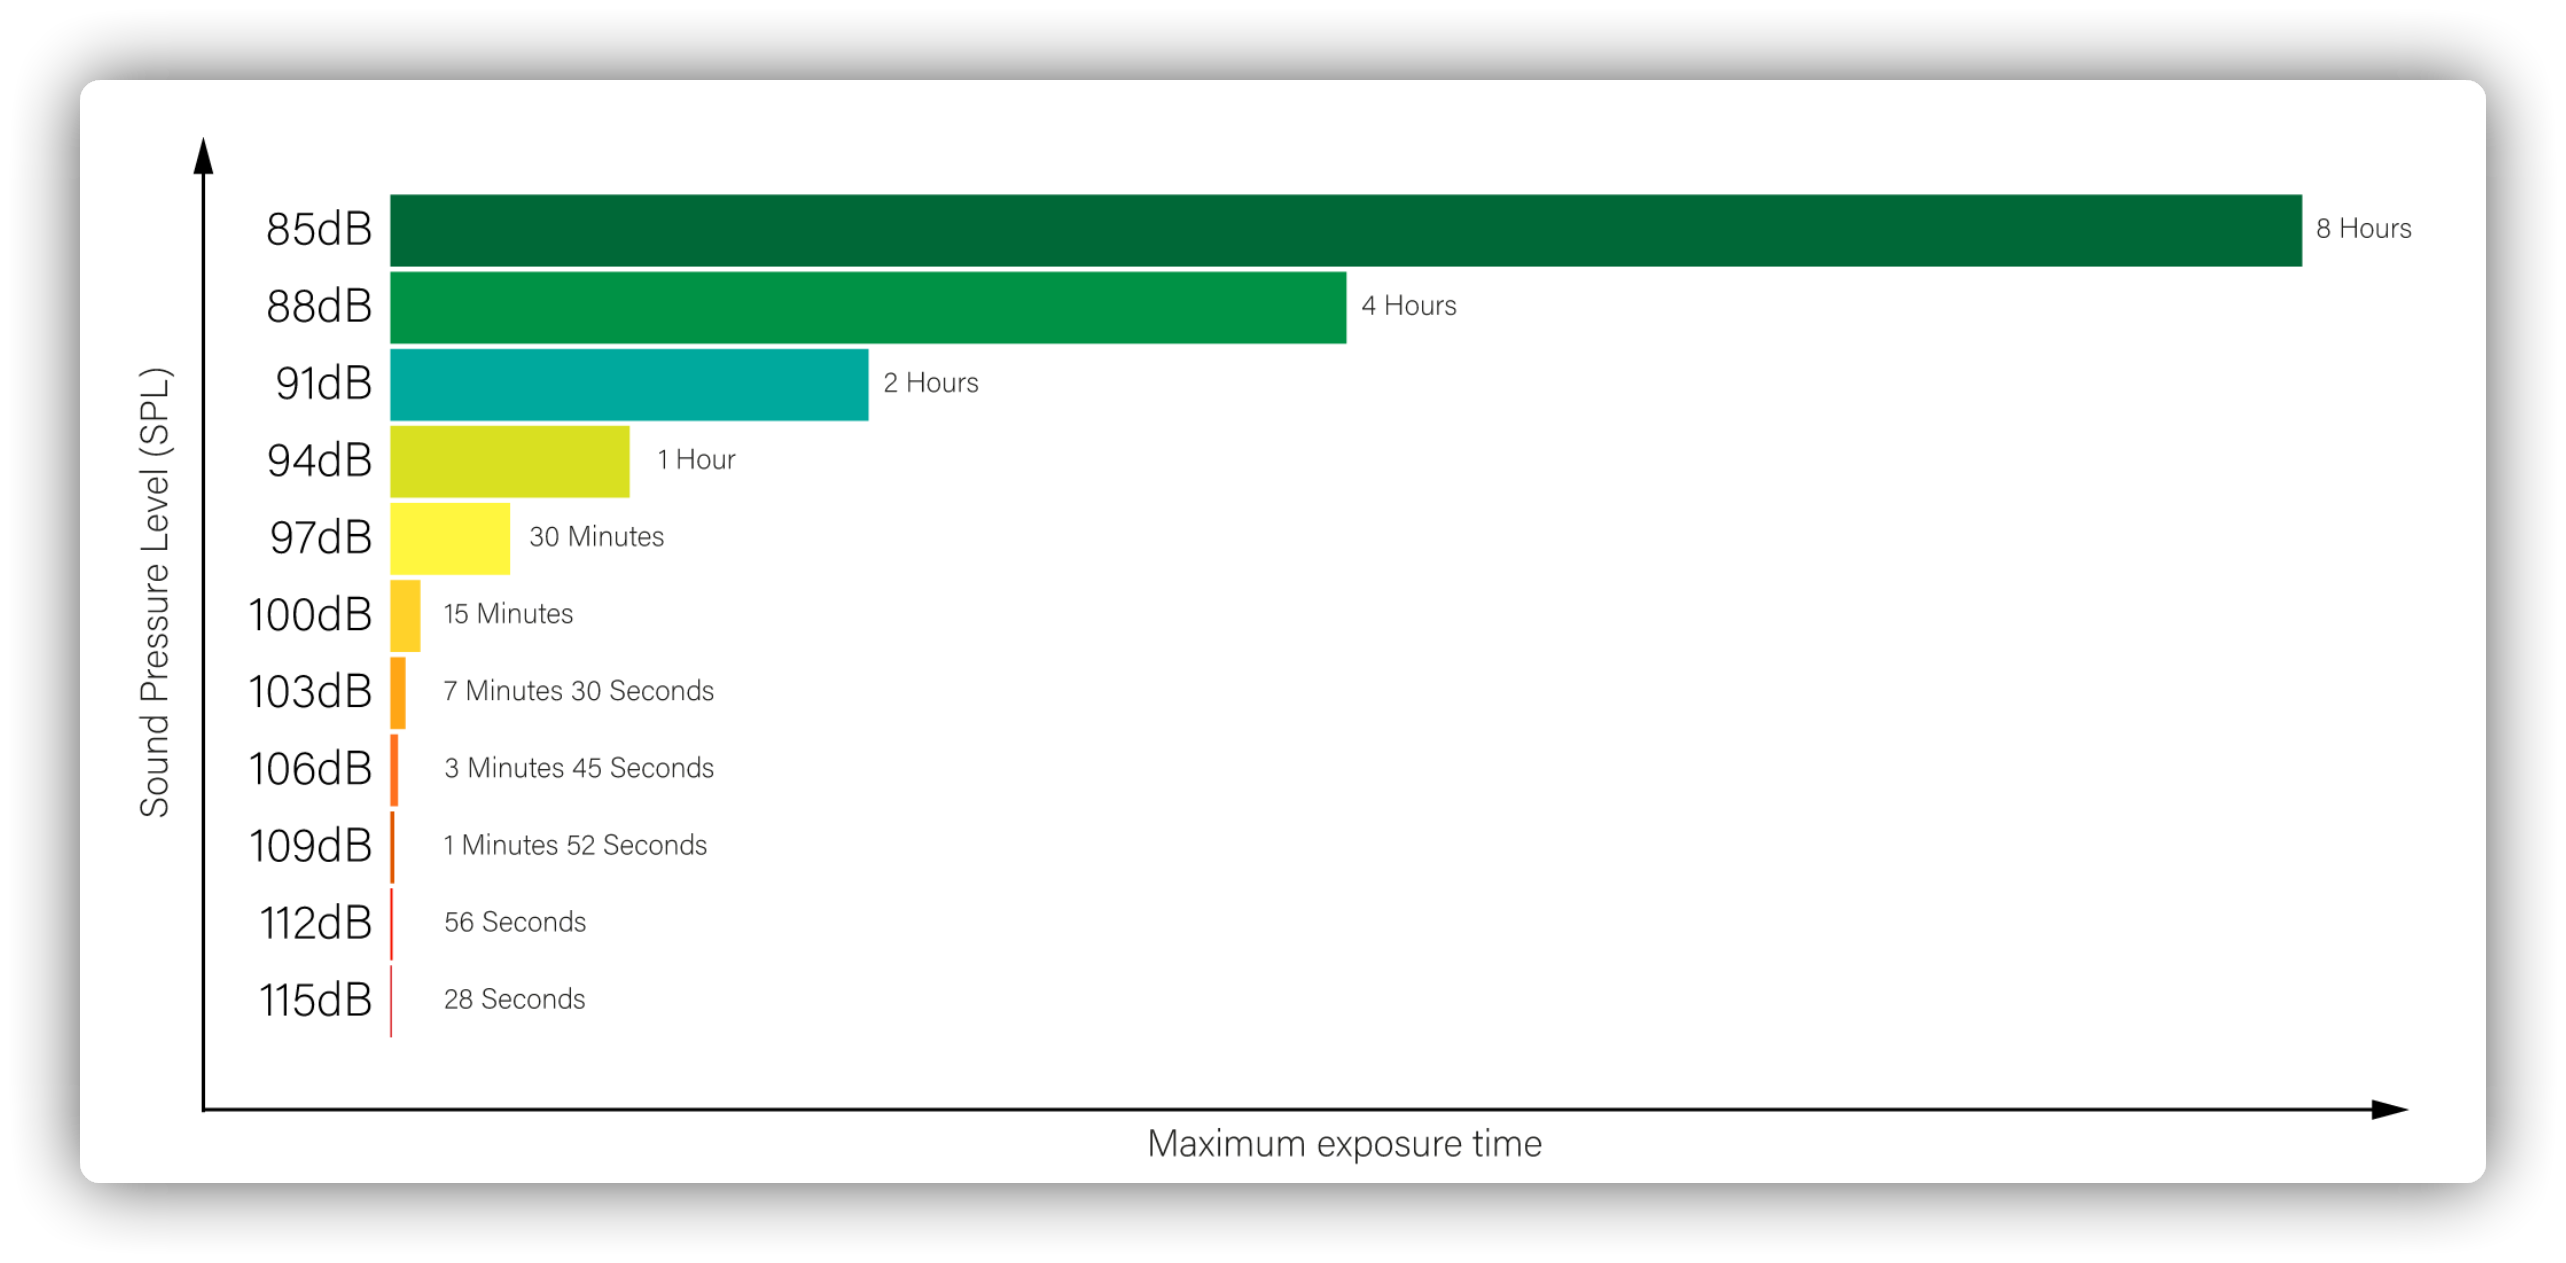 Sound Pressure Level (SPL)
85dB 8 Hours
88dB 4 Hours
91dB 2 Hours
94dB 1 Hour
97dB 30 Minutes
100dB 15 Minutes
103dB 7 Minutes 30 Seconds
106dB 3 Minutes 45 Seconds
109dB 1 Minutes 52 Seconds
112dB 56 Seconds
115dB 28 Seconds
Maximum exposure time